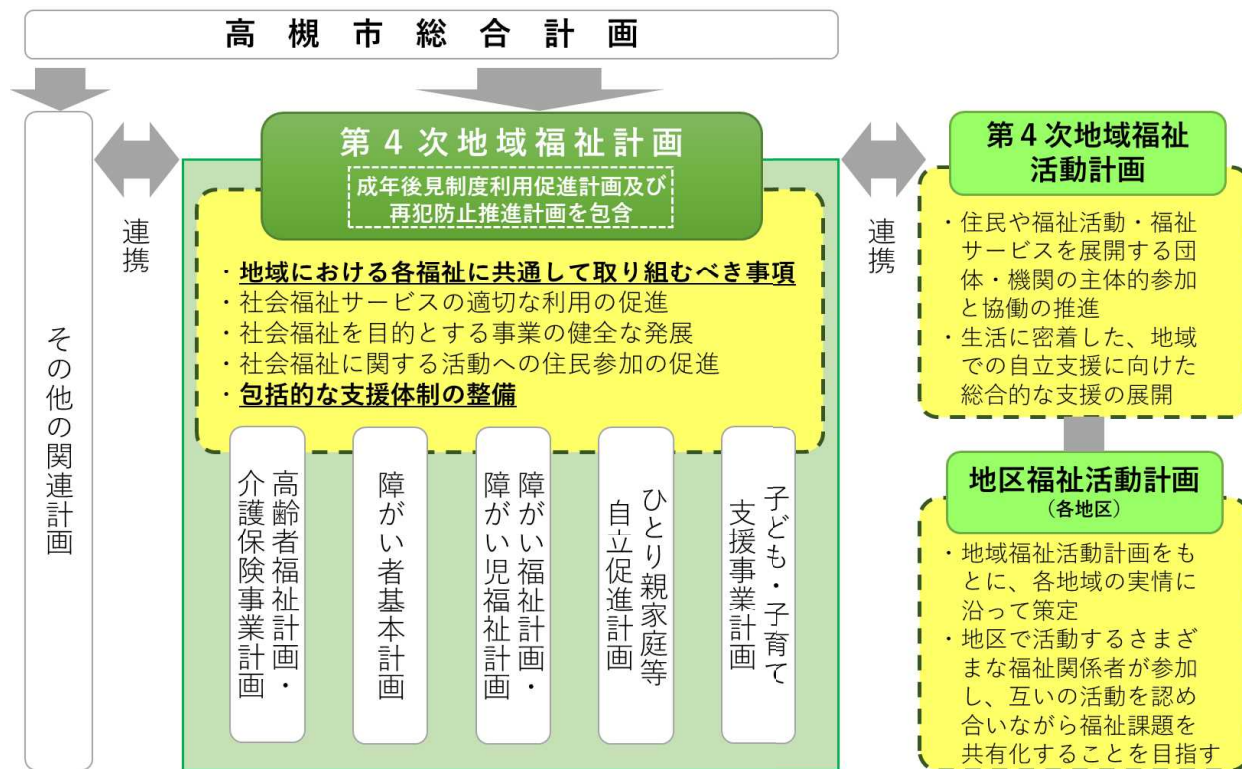 高槻市総合計画
第4次地域福祉計画
成年後見制度利用促進計画及び
再犯防止推進計画を包含
・地域における各福祉に共通して取り組むべき事項
・社会福祉サービスの適切な利用の促進
・社会福祉を目的とする事業の健全な発展
・社会福祉に関する活動への住民参加の促進
・包括的な支援体制の整備
その他の関連計画
連携
高齢者福祉計画・
介護保険事業計画
障がい者基本計画
障がい福祉計画・
障がい児福祉計画
ひとり親家庭等
自立促進計画
子ども・子育て
支援事業計画
連携
第4次地域福祉
活動計画
・住民や福祉活動・福祉
サービスを展開する団
体・機関の主体的参加
と協働の推進
・生活に密着した、地域
での自立支援に向けた
総合的な支援の展開
地区福祉活動計画
（各地区）
・地域福祉活動計画をも
とに、各地域の実情に
沿って策定
・地区で活動するさまざ
まな福祉関係者が参加
し、互いの活動を認め
合いながら福祉課題を
共有化することを目指す